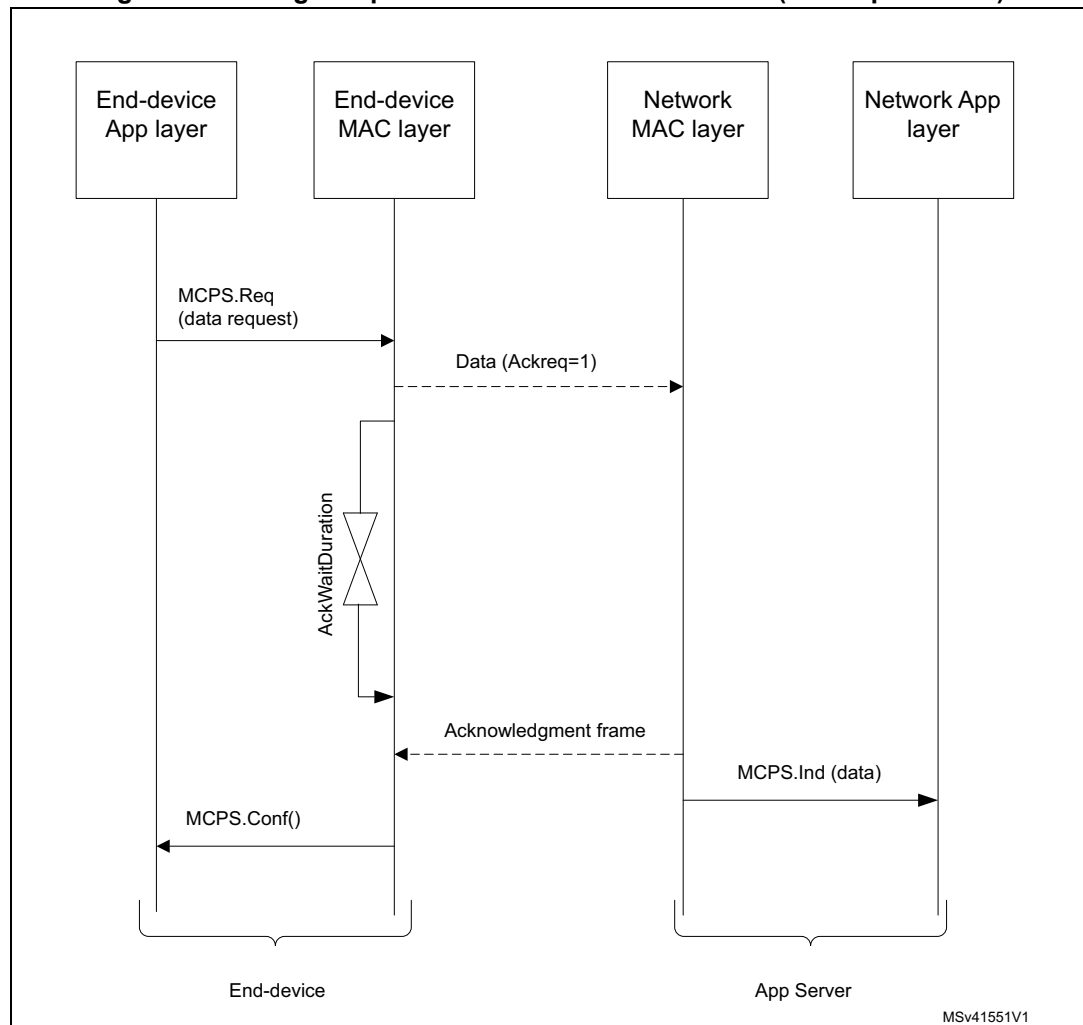 End-device
App layer
End-device
MAC layer
Network
MAC layer
Network App
layer
MCPS.Req
(data request)
Data (Ackreq=1)
AckWaitDuration
Acknowledgment frame
MCPS.Ind (data)
MCPS.Conf()
End-device
App Server
MSv41551V1